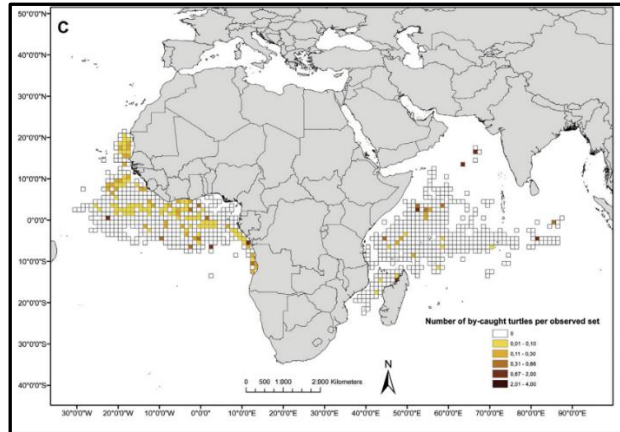 C
50°0'0"N
40°0'0"N
30°0'0"N
20°0'0"N
10°0'0"N
0°0'0"N
10°0'0"S
20°0'0"S
30°0'0"S
40°0'0"S
Number of by-caught turtles per observed set
0
0,01 - 0,10
0,11 - 0,30
0,31 - 0,66
0,67 - 2,00
2,01 - 4,00
N
0 500 1 000 2 000 Kilometers
30°0'0"W 20°0'0"W 10°0'0"W 0°0'0"E 10°0'0"E 20°0'0"E 30°0'0"E 40°0'0"E 50°0'0"E 60°0'0"E 70°0'0"E 80°0'0"E 90°0'0"E